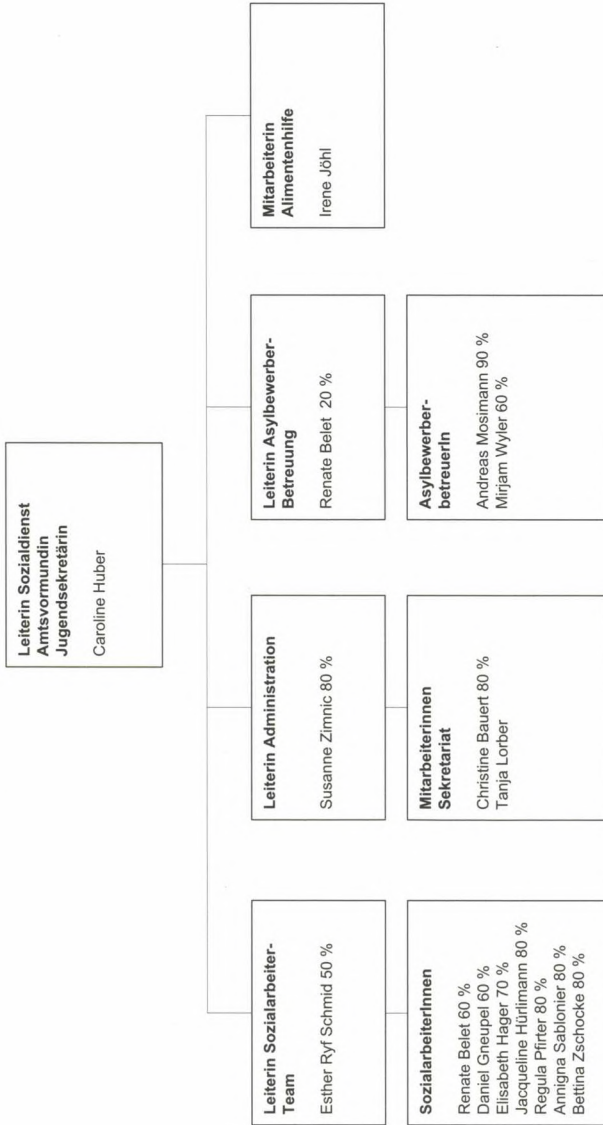 Leiterin Sozialdienst
Amtsvormundin
Jugendsekretärin
Caroline Huber
Leiterin Sozialarbeiter-
Team
Esther Ryf Schmid 50 %
Leiterin Administration
Susanne Zimnic 80 %
Leiterin Asylbewerber-
Betreuung
Renate Belet 20 %
Mitarbeiterin
Alimentenhilfe
Irene Jöhl
SozialarbeiterInnen
Renate Belet 60 %
Daniel Gneupel 60 %
Elisabeth Hager 70 %
Jacqueline Hürlimann 80 %
Regula Pfirter 80 %
Annigna Sablonier 80 %
Bettina Zschocke 80 %
Mitarbeiterinnen
Sekretariat
Christine Bauert 80 %
Tanja Lorber
Asylbewerber-
betreuerIn
Andreas Mosimann 90 %
Mirjam Wyler 60 %